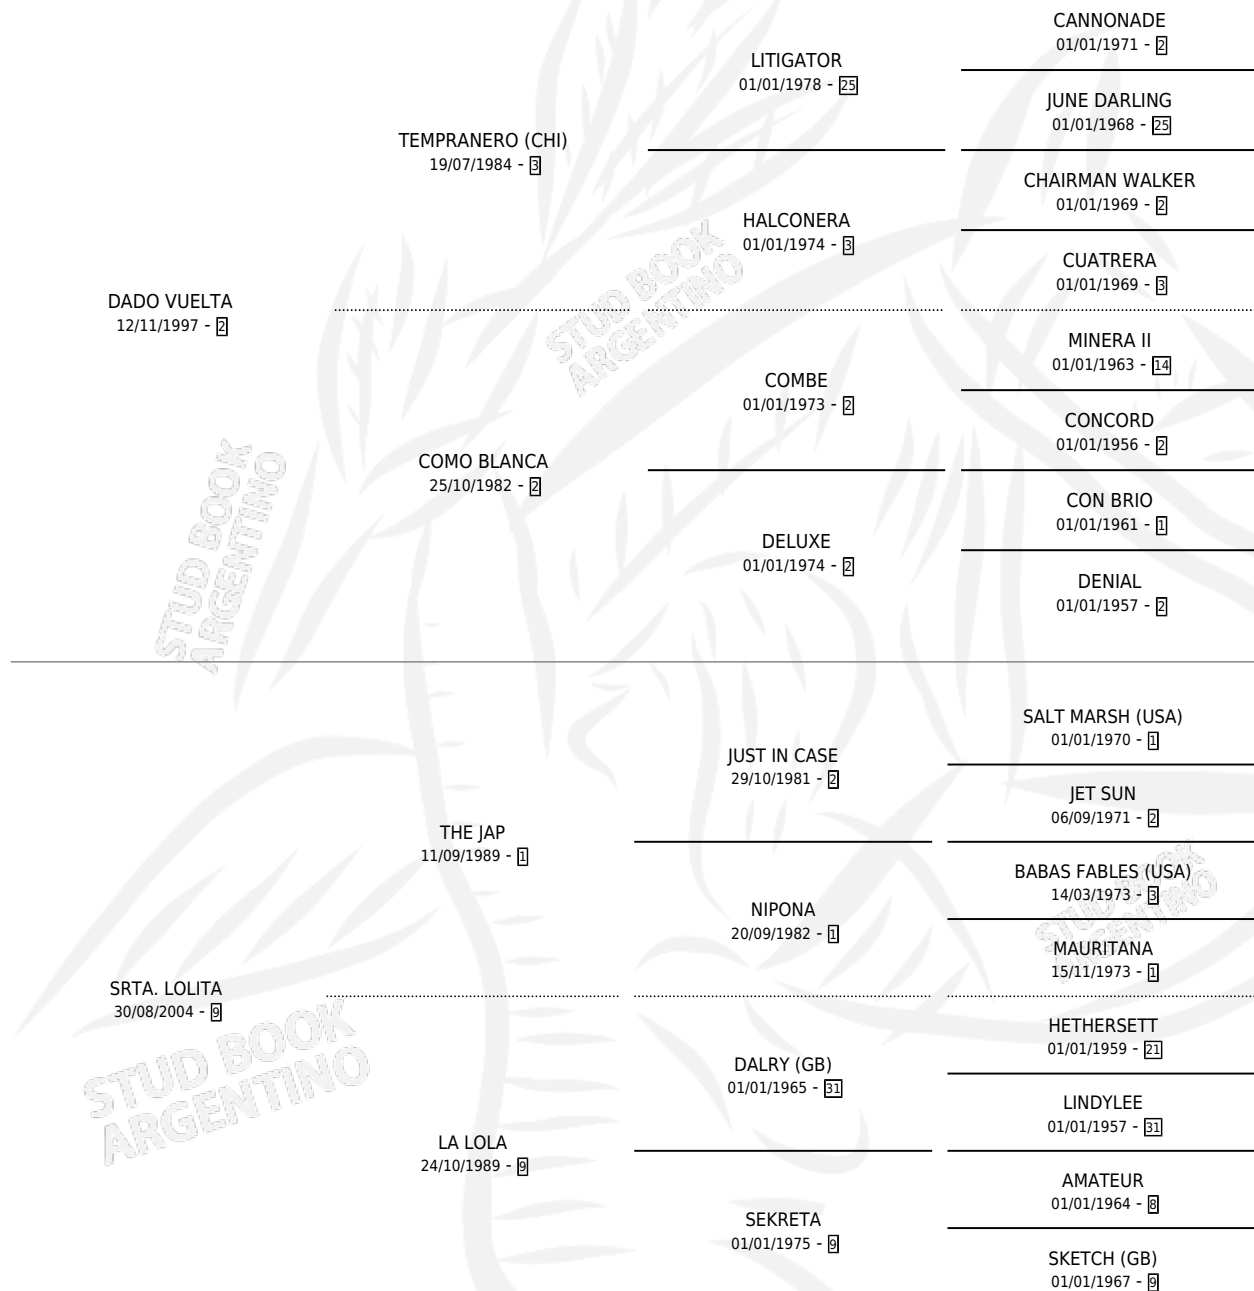 CANNONADE
01/01/1971 - 2
LITIGATOR
01/01/1978 - 25
JUNE DARLING
01/01/1968 - 25
TEMPRANERO (CHI)
19/07/1984 - 3
CHAIRMAN WALKER
01/01/1969 - 2
HALCONERA
01/01/1974 - 3
CUATRERA
01/01/1969 - 3
DADO VUELTA
12/11/1997 - 2
STUD BOOK
ARGENTINO
MINERA II
01/01/1963 - 14
COMBE
01/01/1973 - 2
CONCORD
01/01/1956 - 2
COMO BLANCA
25/10/1982 - 2
CON BRIO
01/01/1961 - 1
DELUXE
01/01/1974 - 2
DENIAL
01/01/1957 - 2
STUD BOOK
ARGENTINO
SALT MARSH (USA)
01/01/1970 - 1
JUST IN CASE
29/10/1981 - 2
JET SUN
06/09/1971 - 2
THE JAP
11/09/1989 - 1
BABAS FABLES (USA)
14/03/1973 - 3
NIPONA
20/09/1982 - 1
MAURITANA
15/11/1973 - 1
STUD BOOK
ARGENTINO
SRTA. LOLITA
30/08/2004 - 9
HETHERSETT
01/01/1959 - 21
DALRY (GB)
01/01/1965 - 31
LINDYLEE
01/01/1957 - 31
STUD BOOK
ARGENTINO
LA LOLA
24/10/1989 - 9
AMATEUR
01/01/1964 - 8
SEKRETA
01/01/1975 - 9
SKETCH (GB)
01/01/1967 - 9